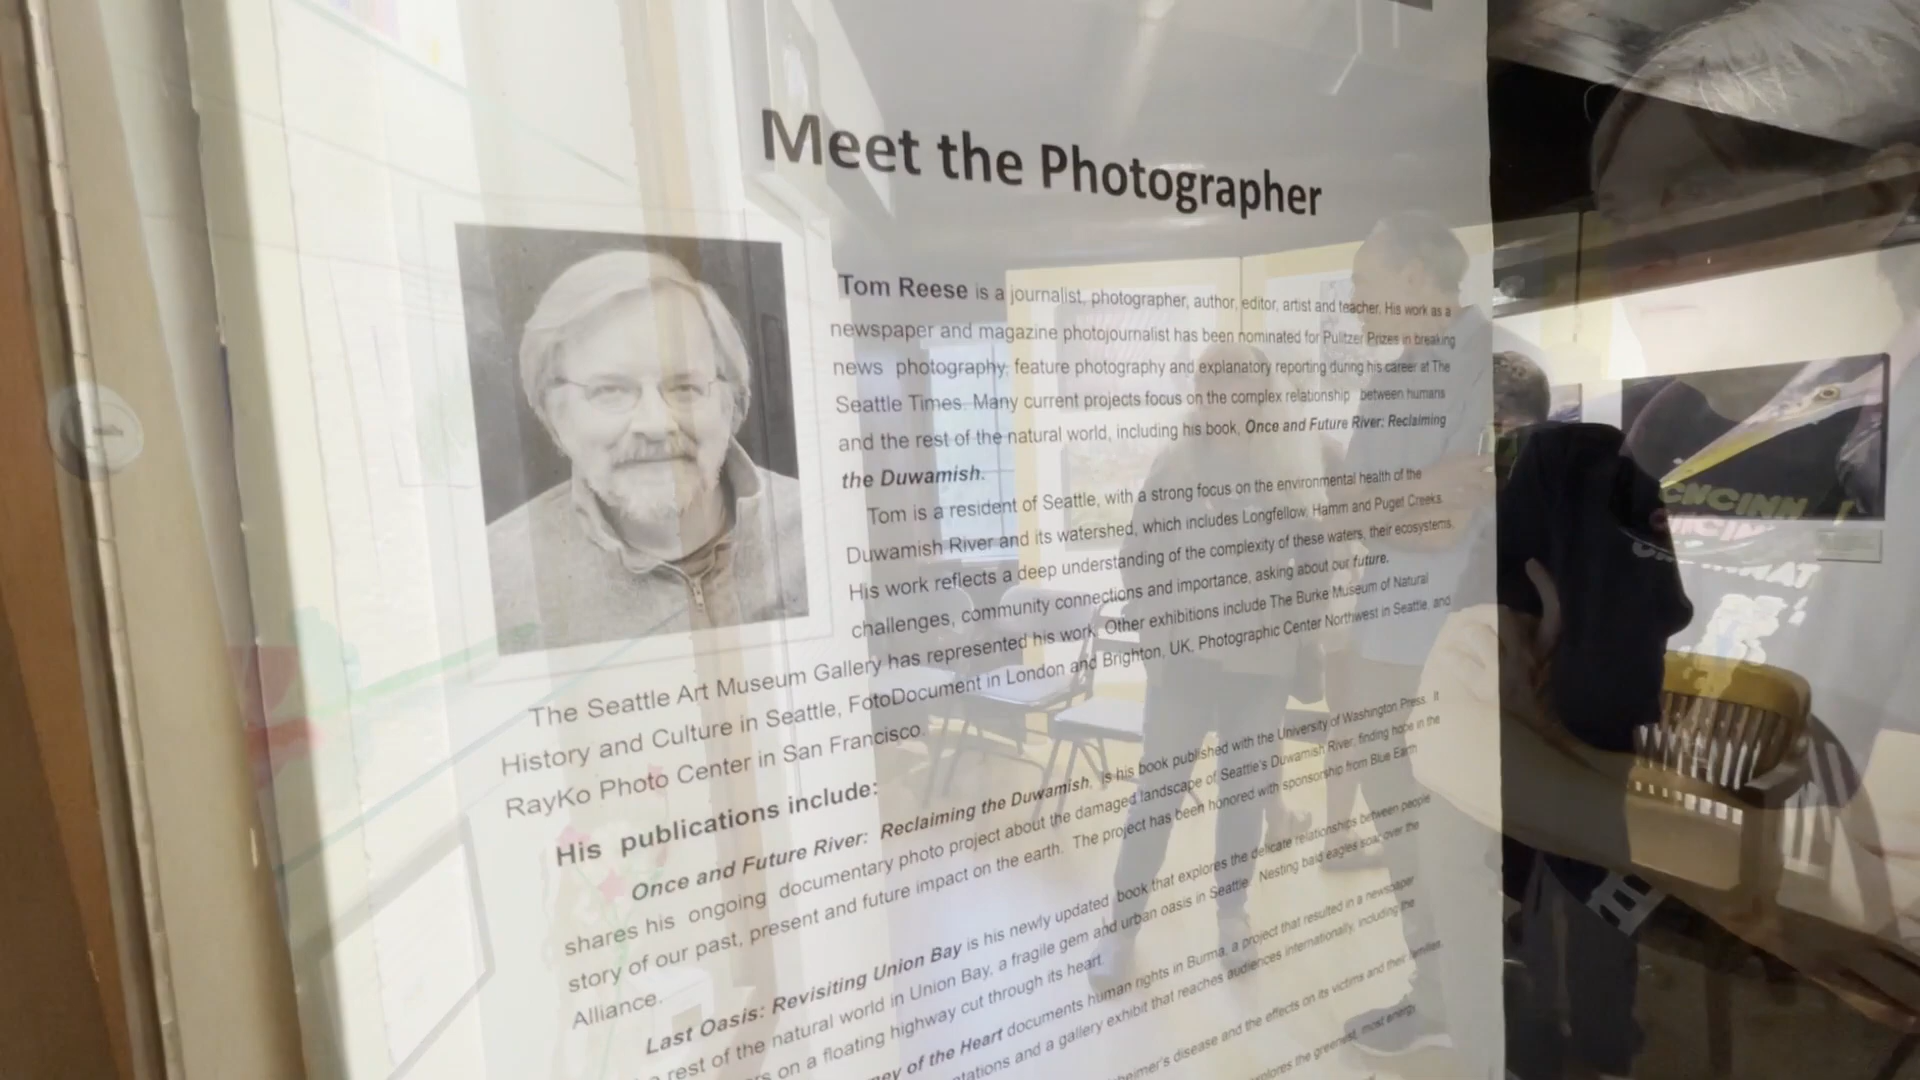 Meet the Photographer
Tom Reese is a journalist, photographer, author, editor, artist and teacher. His work as a
newspaper and magazine photojournalist has been nominated for Pulitzer Prizes in breaking
news photography, feature photography and explanatory reporting during his career at The
Seattle Times. Many current projects focus on the complex relationship between humans
and the rest of the natural world, including his book, Once and Future River: Reclaiming
the Duwamish.
Tom is a resident of Seattle, with a strong focus on the environmental health of the
Duwamish River and its watershed, which includes Longfellow, Hamm and Puget Creeks.
His work reflects a deep understanding of the complexity of these waters, their ecosystems,
challenges, community connections and importance, asking about our future.
The Seattle Art Museum Gallery has represented his work. Other exhibitions include The Burke Museum of Natural
History and Culture in Seattle, FotoDocument in London and Brighton, UK, Photographic Center Northwest in Seattle, and
RayKo Photo Center in San Francisco.
His publications include:
Once and Future River: Reclaiming the Duwamish, is his book published with the University of Washington Press. It
shares his ongoing documentary photo project about the damaged landscape of Seattle's Duwamish River, finding hope in the
story of our past, present and future impact on the earth. The project has been honored with sponsorship from Blue Earth
Alliance.
Last Oasis: Revisiting Union Bay is his newly updated book that explores the delicate relationships between people
rest of the natural world in Union Bay, a fragile gem and urban oasis in Seattle. Nesting bald eagles soar over the
on a floating highway cut through its heart.
of the Heart documents human rights in Burma, a project that resulted in a newspaper
and a gallery exhibit that reaches audiences internationally, including the
disease and the effects on its victims and their families.
the greenest, most energy
CNCINN